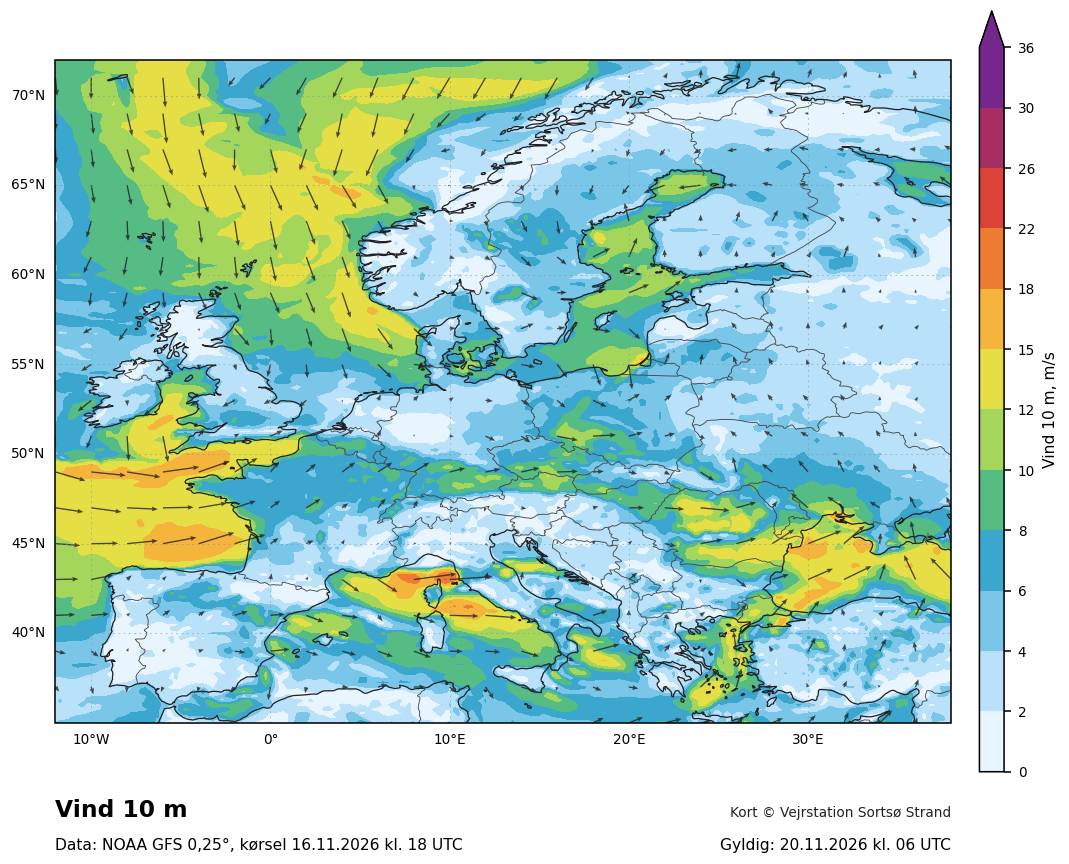 36
30
26
22
18
15
12
10
8
6
4
2
0
Vind 10 m, m/s
70°N
65°N
60°N
55°N
50°N
45°N
40°N
10°W
0°
10°E
20°E
30°E
Vind 10 m
Kort © Vejrstation Sortsø Strand
Data: NOAA GFS 0,25°, kørsel 16.11.2026 kl. 18 UTC
Gyldig: 20.11.2026 kl. 06 UTC